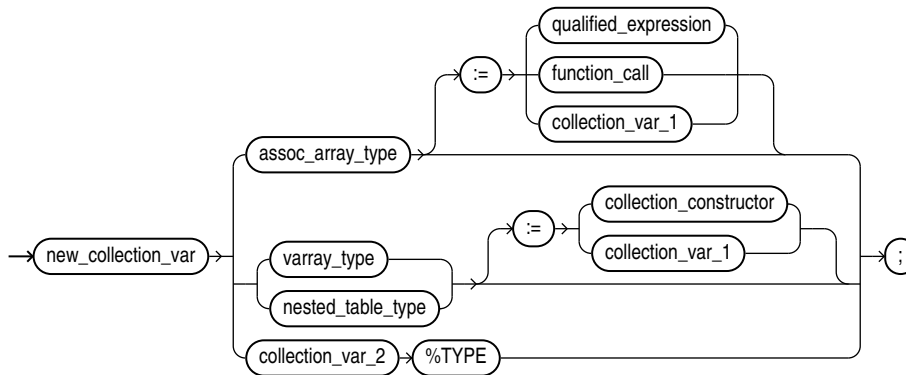 qualified_expression
:= function_call
collection_var_1
assoc_array_type
collection_constructor
:=
new_collection_var varray_type collection_var_1 ;
nested_table_type
collection_var_2 %TYPE